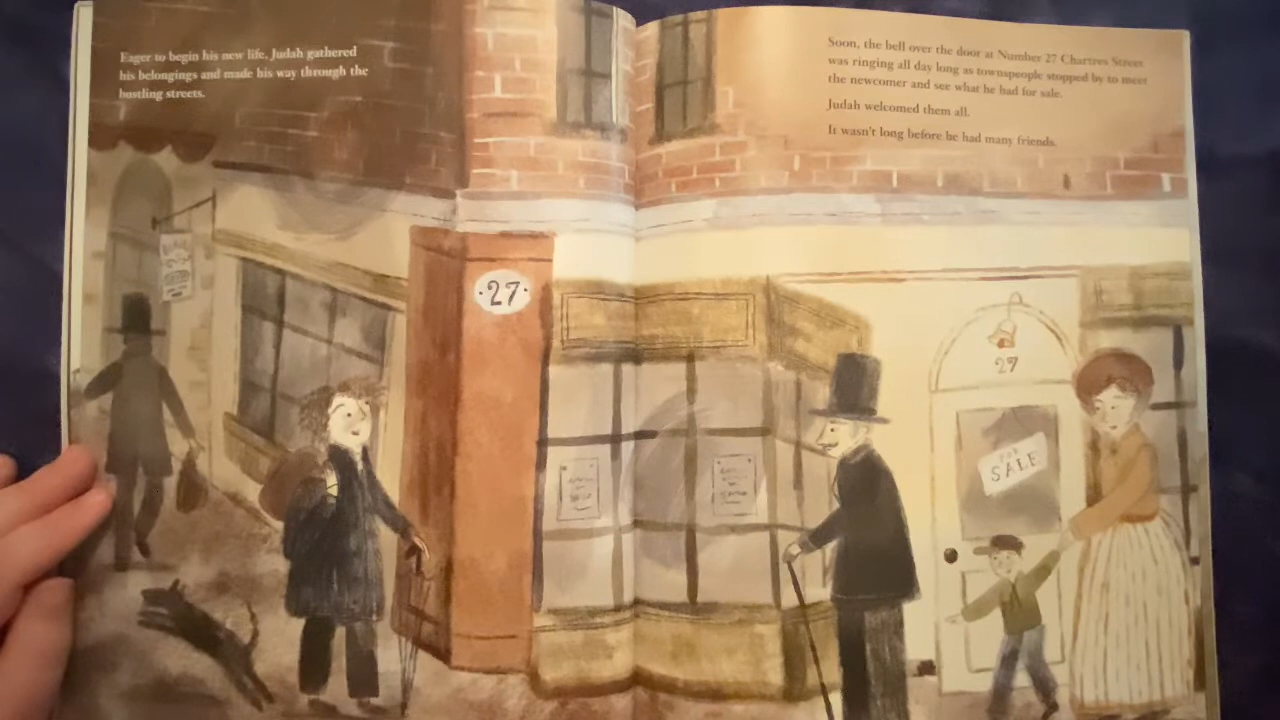 Eager to begin his new life, Judah gathered
his belongings and made his way through the
bustling streets.
Soon, the bell over the door at Number 27 Chartres Street
was ringing all day long as townspeople stopped by to meet
the newcomer and see what he had for sale.
Judah welcomed them all.
It wasn't long before he had many friends.
·27·
27
FOR
SALE